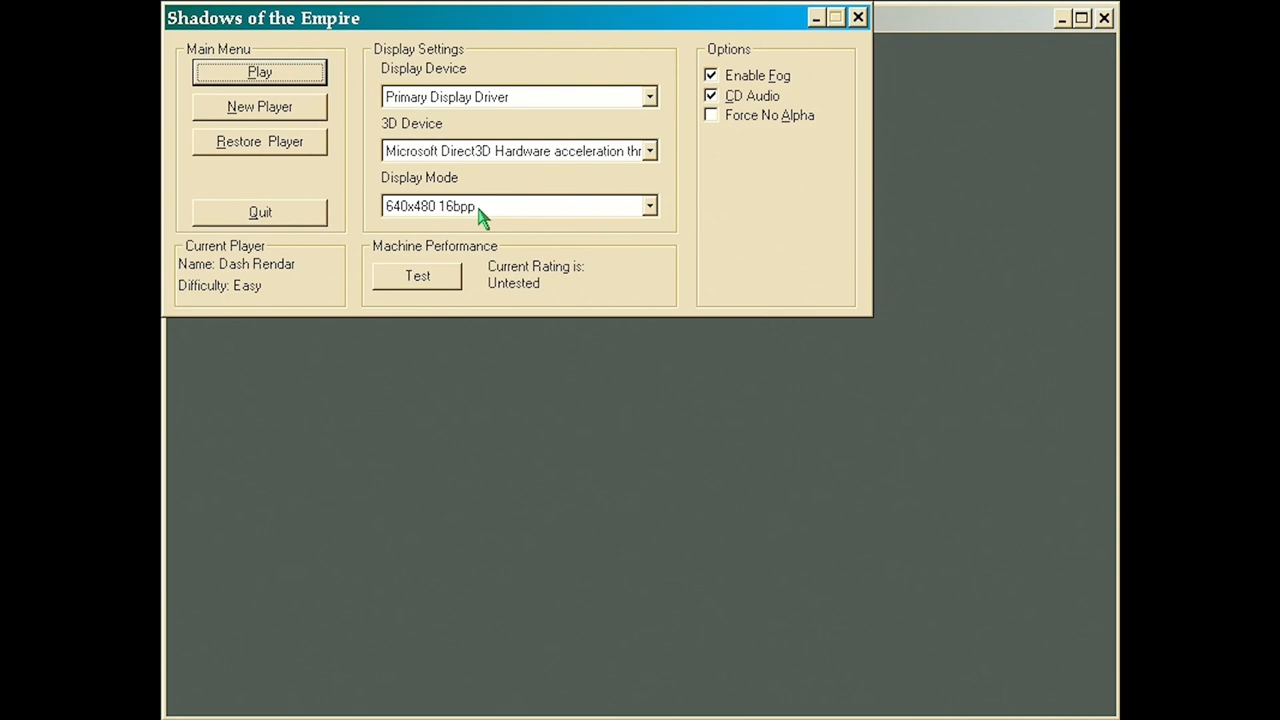 Shadows of the Empire
Main Menu
Play
New Player
Restore Player
Quit
Current Player
Name: Dash Rendar
Difficulty: Easy
Display Settings
Display Device
Primary Display Driver
3D Device
Microsoft Direct3D Hardware acceleration thr
Display Mode
640x480 16bpp
Machine Performance
Test
Current Rating is:
Untested
Options
Enable Fog
CD Audio
Force No Alpha